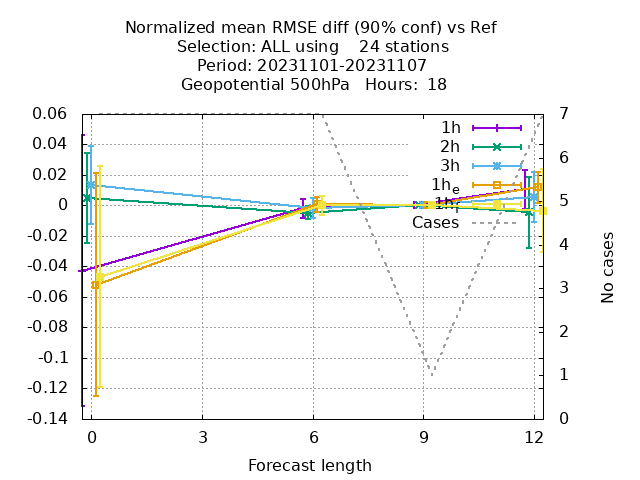 Normalized mean RMSE diff (90% conf) vs Ref
Selection: ALL using    24 stations
Period: 20231101-20231107
Geopotential 500hPa   Hours:  18
0.06
0.04
0.02
0
-0.02
-0.04
-0.06
-0.08
-0.1
-0.12
-0.14
7
6
5
4
3
2
1
0
1h
2h
3h
1he
Cases
No cases
0
3
6
9
12
Forecast length